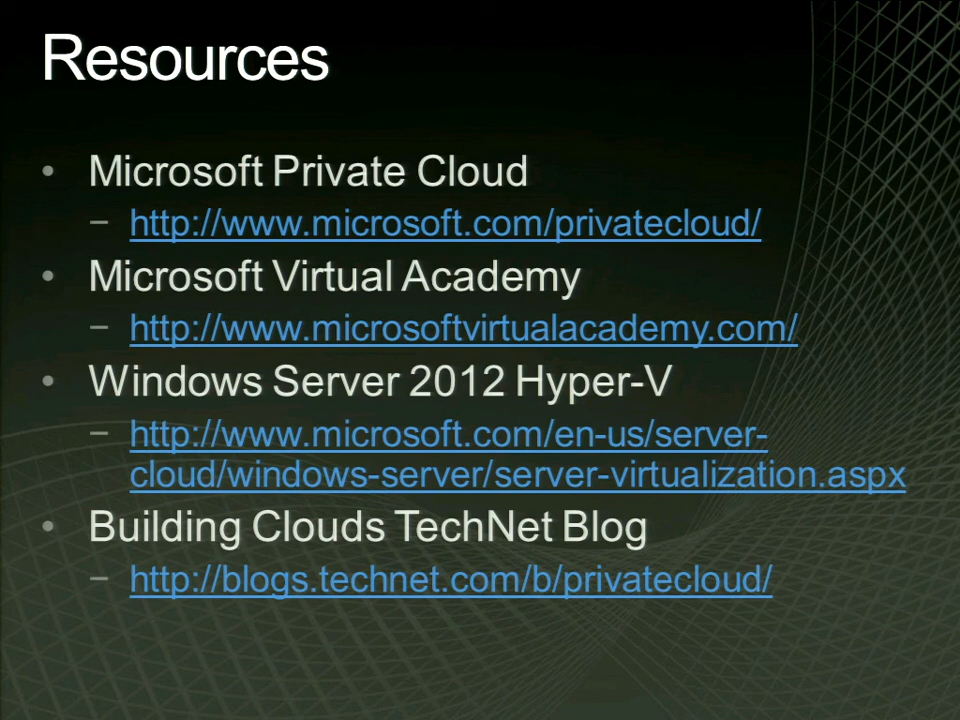 Resources
• Microsoft Private Cloud
– http://www.microsoft.com/privatecloud/
• Microsoft Virtual Academy
– http://www.microsoftvirtualacademy.com/
• Windows Server 2012 Hyper-V
– http://www.microsoft.com/en-us/server-
cloud/windows-server/server-virtualization.aspx
• Building Clouds TechNet Blog
– http://blogs.technet.com/b/privatecloud/